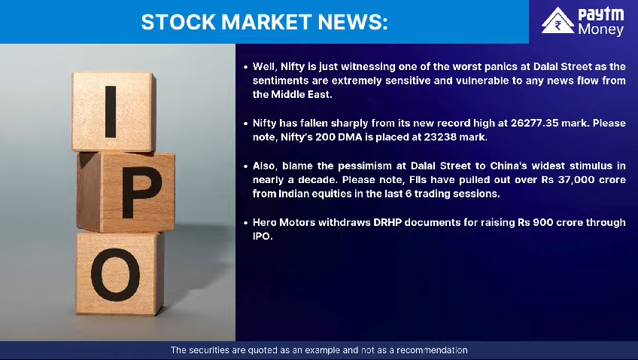 STOCK MARKET NEWS:
paytm
Money
I
P
O
• Well, Nifty is just witnessing one of the worst panics at Dalal Street as the
sentiments are extremely sensitive and vulnerable to any news flow from
the Middle East.
• Nifty has fallen sharply from its new record high at 26277.35 mark. Please
note, Nifty's 200 DMA is placed at 23238 mark.
• Also, blame the pessimism at Dalal Street to China's widest stimulus in
nearly a decade. Please note, FIIs have pulled out over Rs 37,000 crore
from Indian equities in the last 6 trading sessions.
• Hero Motors withdraws DRHP documents for raising Rs 900 crore through
IPO.
The securities are quoted as an example and not as a recommendation